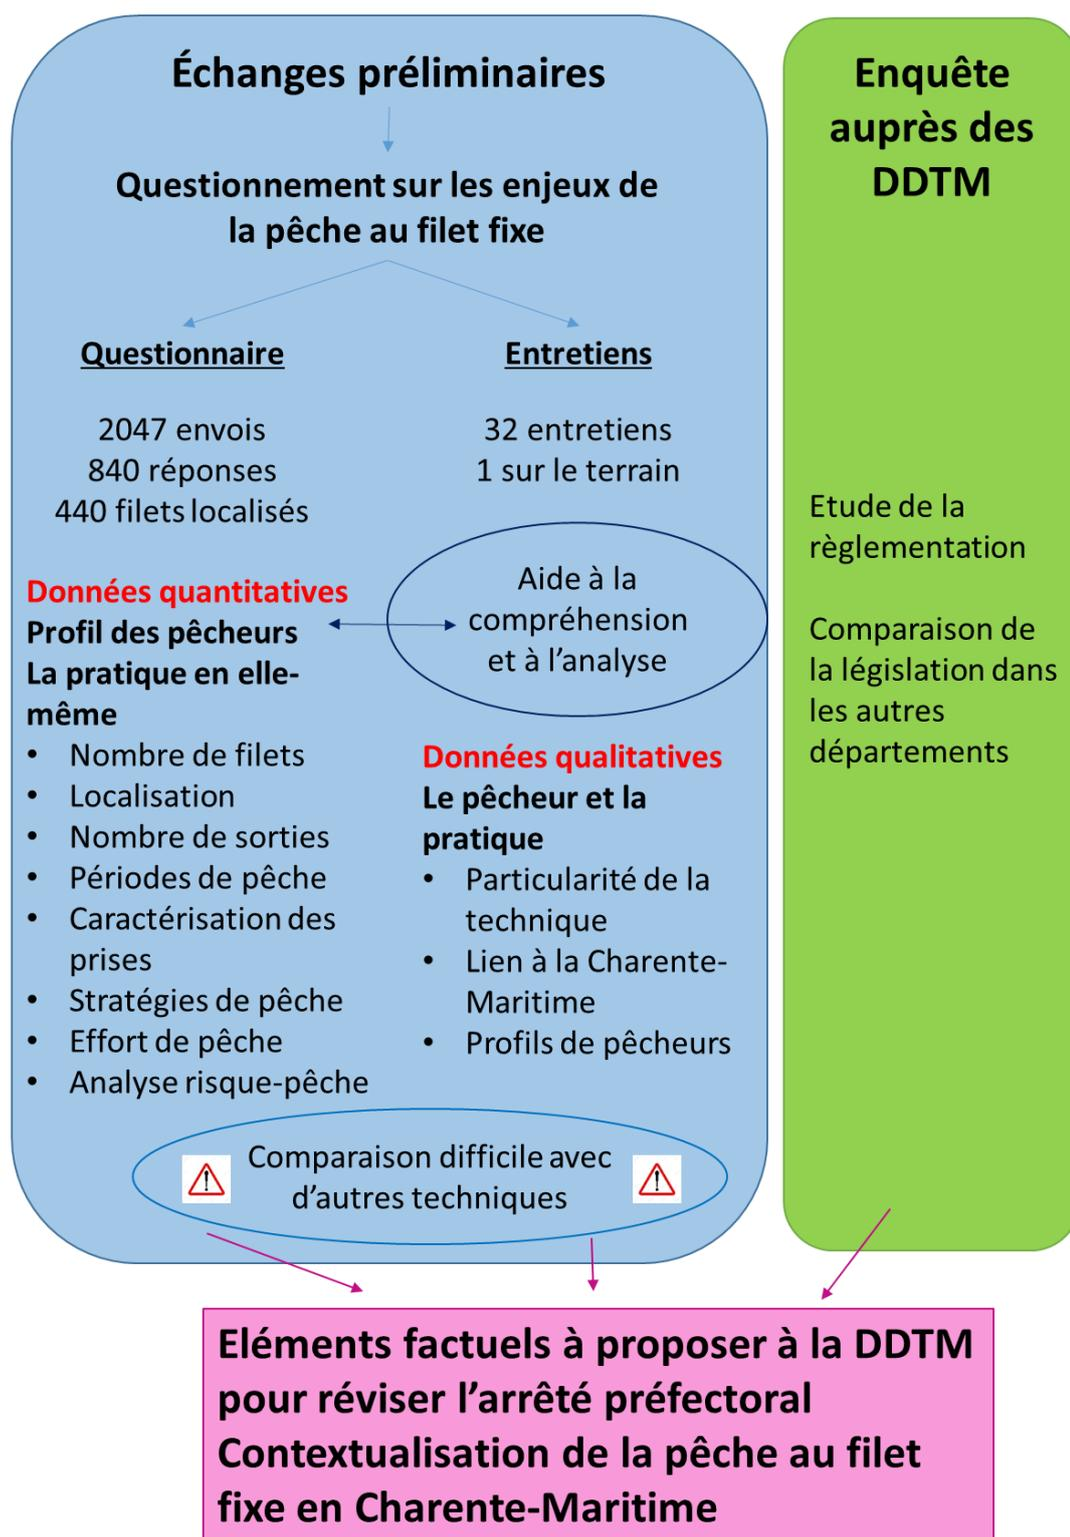 Échanges préliminaires
Questionnement sur les enjeux de
la pêche au filet fixe
Questionnaire
2047 envois
840 réponses
440 filets localisés
Entretiens
32 entretiens
1 sur le terrain
Aide à la
compréhension
et à l'analyse
Données quantitatives
Profil des pêcheurs
La pratique en elle-
même
• Nombre de filets
• Localisation
• Nombre de sorties
• Périodes de pêche
• Caractérisation des
prises
• Stratégies de pêche
• Effort de pêche
• Analyse risque-pêche
Données qualitatives
Le pêcheur et la
pratique
• Particularité de la
technique
• Lien à la Charente-
Maritime
• Profils de pêcheurs
Comparaison difficile avec
d'autres techniques
Enquête
auprès des
DDTM
Etude de la
règlementation
Comparaison de
la législation dans
les autres
départements
Eléments factuels à proposer à la DDTM
pour réviser l'arrêté préfectoral
Contextualisation de la pêche au filet
fixe en Charente-Maritime